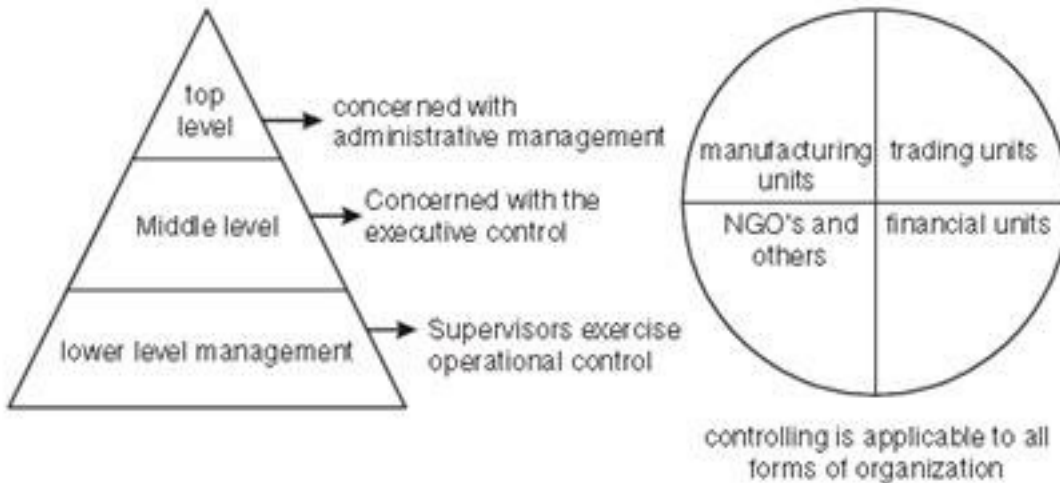 top
level
concerned with
administrative management
Middle level
Concerned with the
executive control
lower level management
Supervisors exercise
operational control
manufacturing
units
trading units
NGO's and
others
financial units
controlling is applicable to all
forms of organization